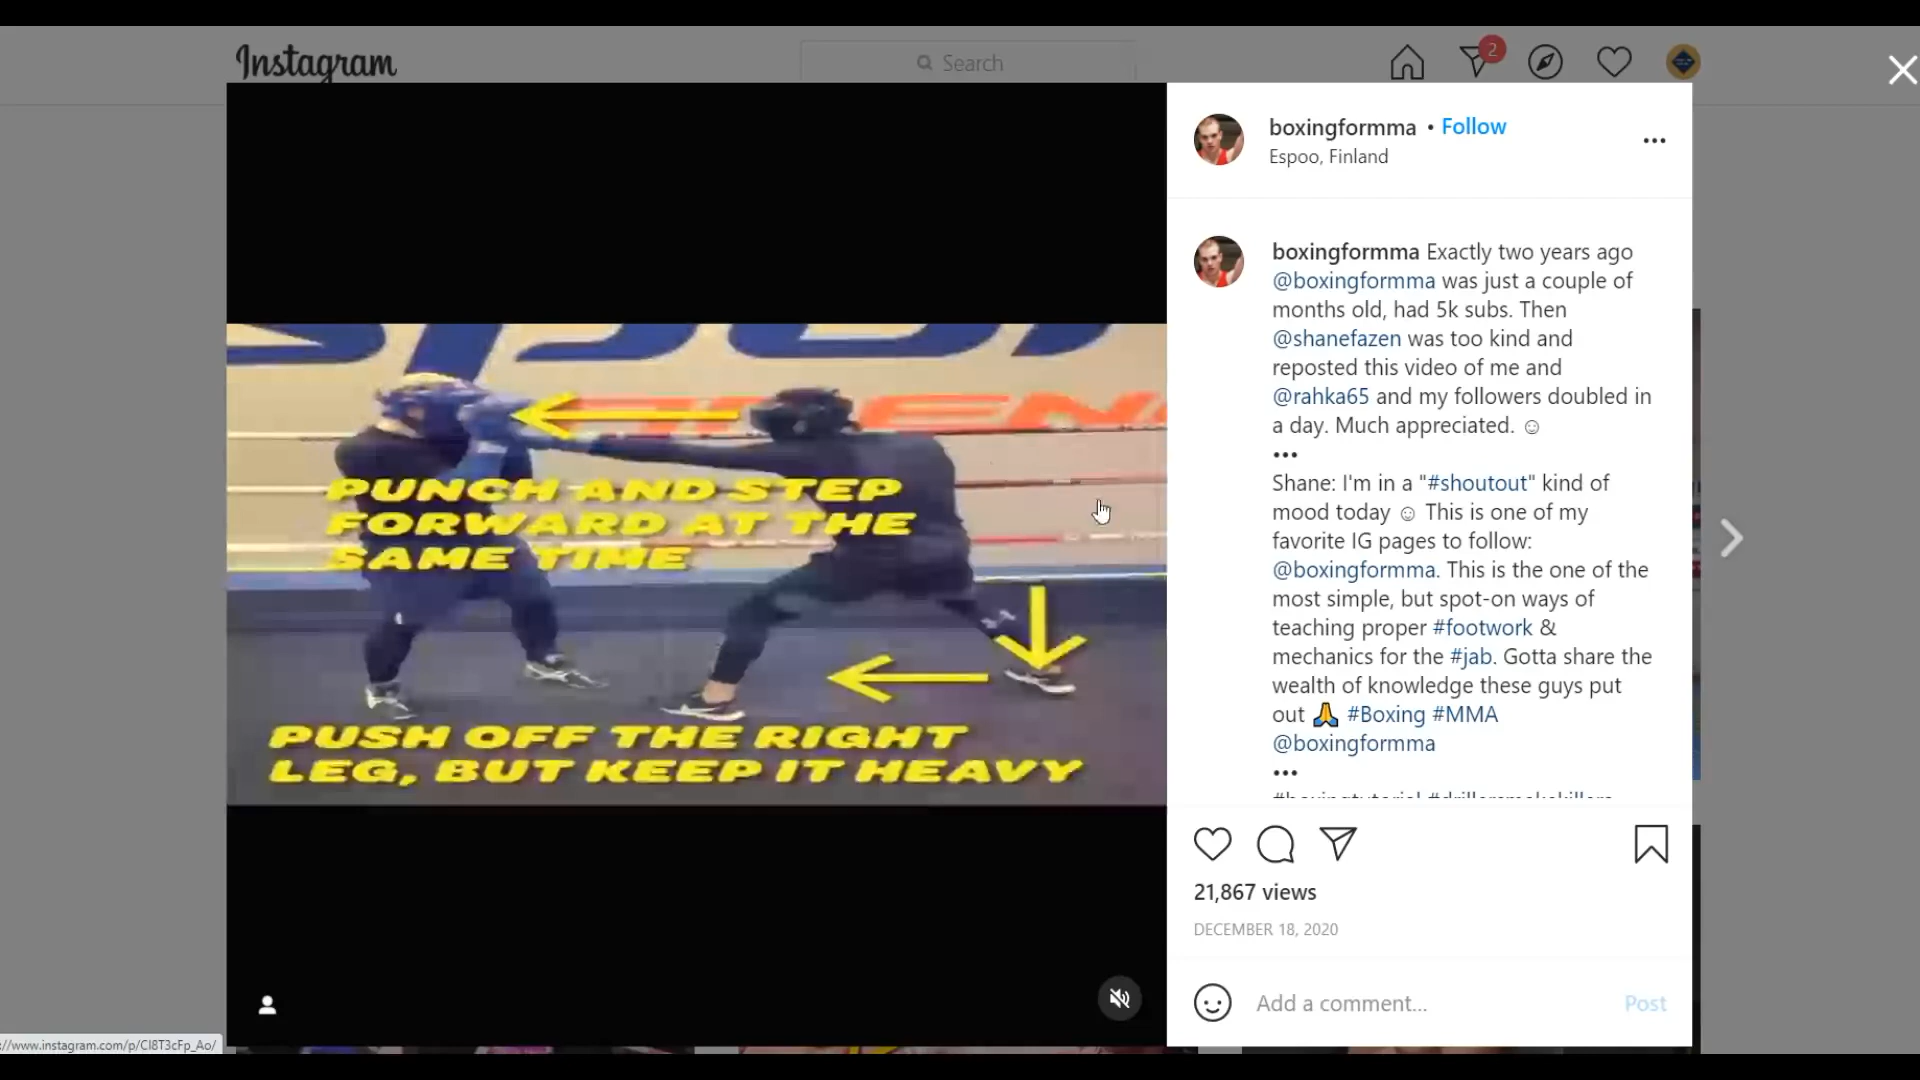 Instagram
Search
2
boxingformma • Follow
Espoo, Finland
boxingformma Exactly two years ago
@boxingformma was just a couple of
months old, had 5k subs. Then
@shanefazen was too kind and
reposted this video of me and
@rahka65 and my followers doubled in
a day. Much appreciated. ☺
•••
Shane: I'm in a "#shoutout" kind of
mood today ☺ This is one of my
favorite IG pages to follow:
@boxingformma. This is the one of the
most simple, but spot-on ways of
teaching proper #footwork &
mechanics for the #jab. Gotta share the
wealth of knowledge these guys put
out 🙏 #Boxing #MMA
@boxingformma
•••
#boxingtutorial #drillersmakekillers
PUNCH AND STEP
FORWARD AT THE
SAME TIME
PUSH OFF THE RIGHT
LEG, BUT KEEP IT HEAVY
21,867 views
DECEMBER 18, 2020
Add a comment...
Post
://www.instagram.com/p/CI8T3cFp_Ao/